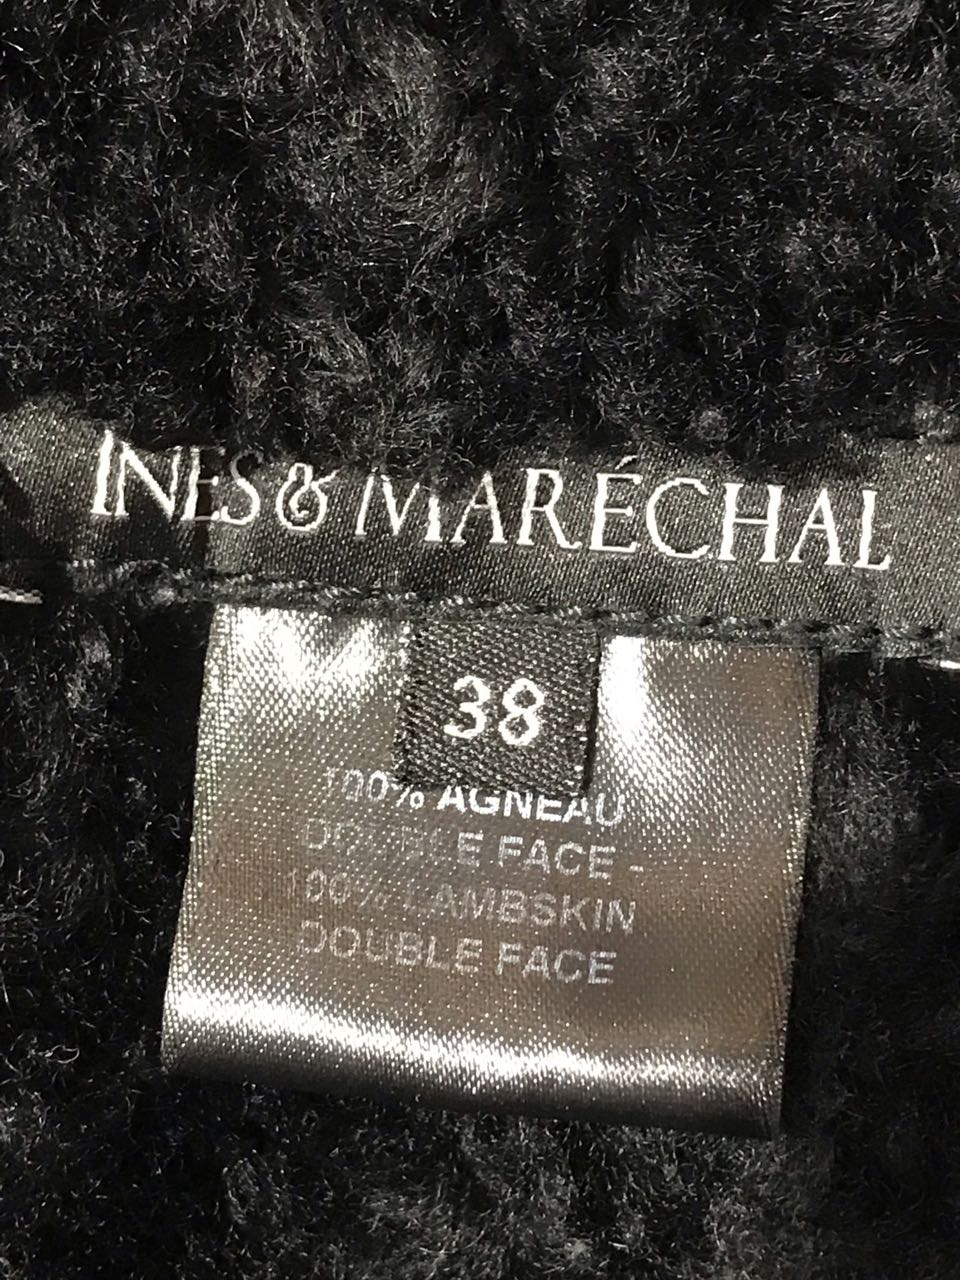 INES & MARÉCHAL
38
100% AGNEAU
DOUBLE FACE -
100% LAMBSKIN
DOUBLE FACE